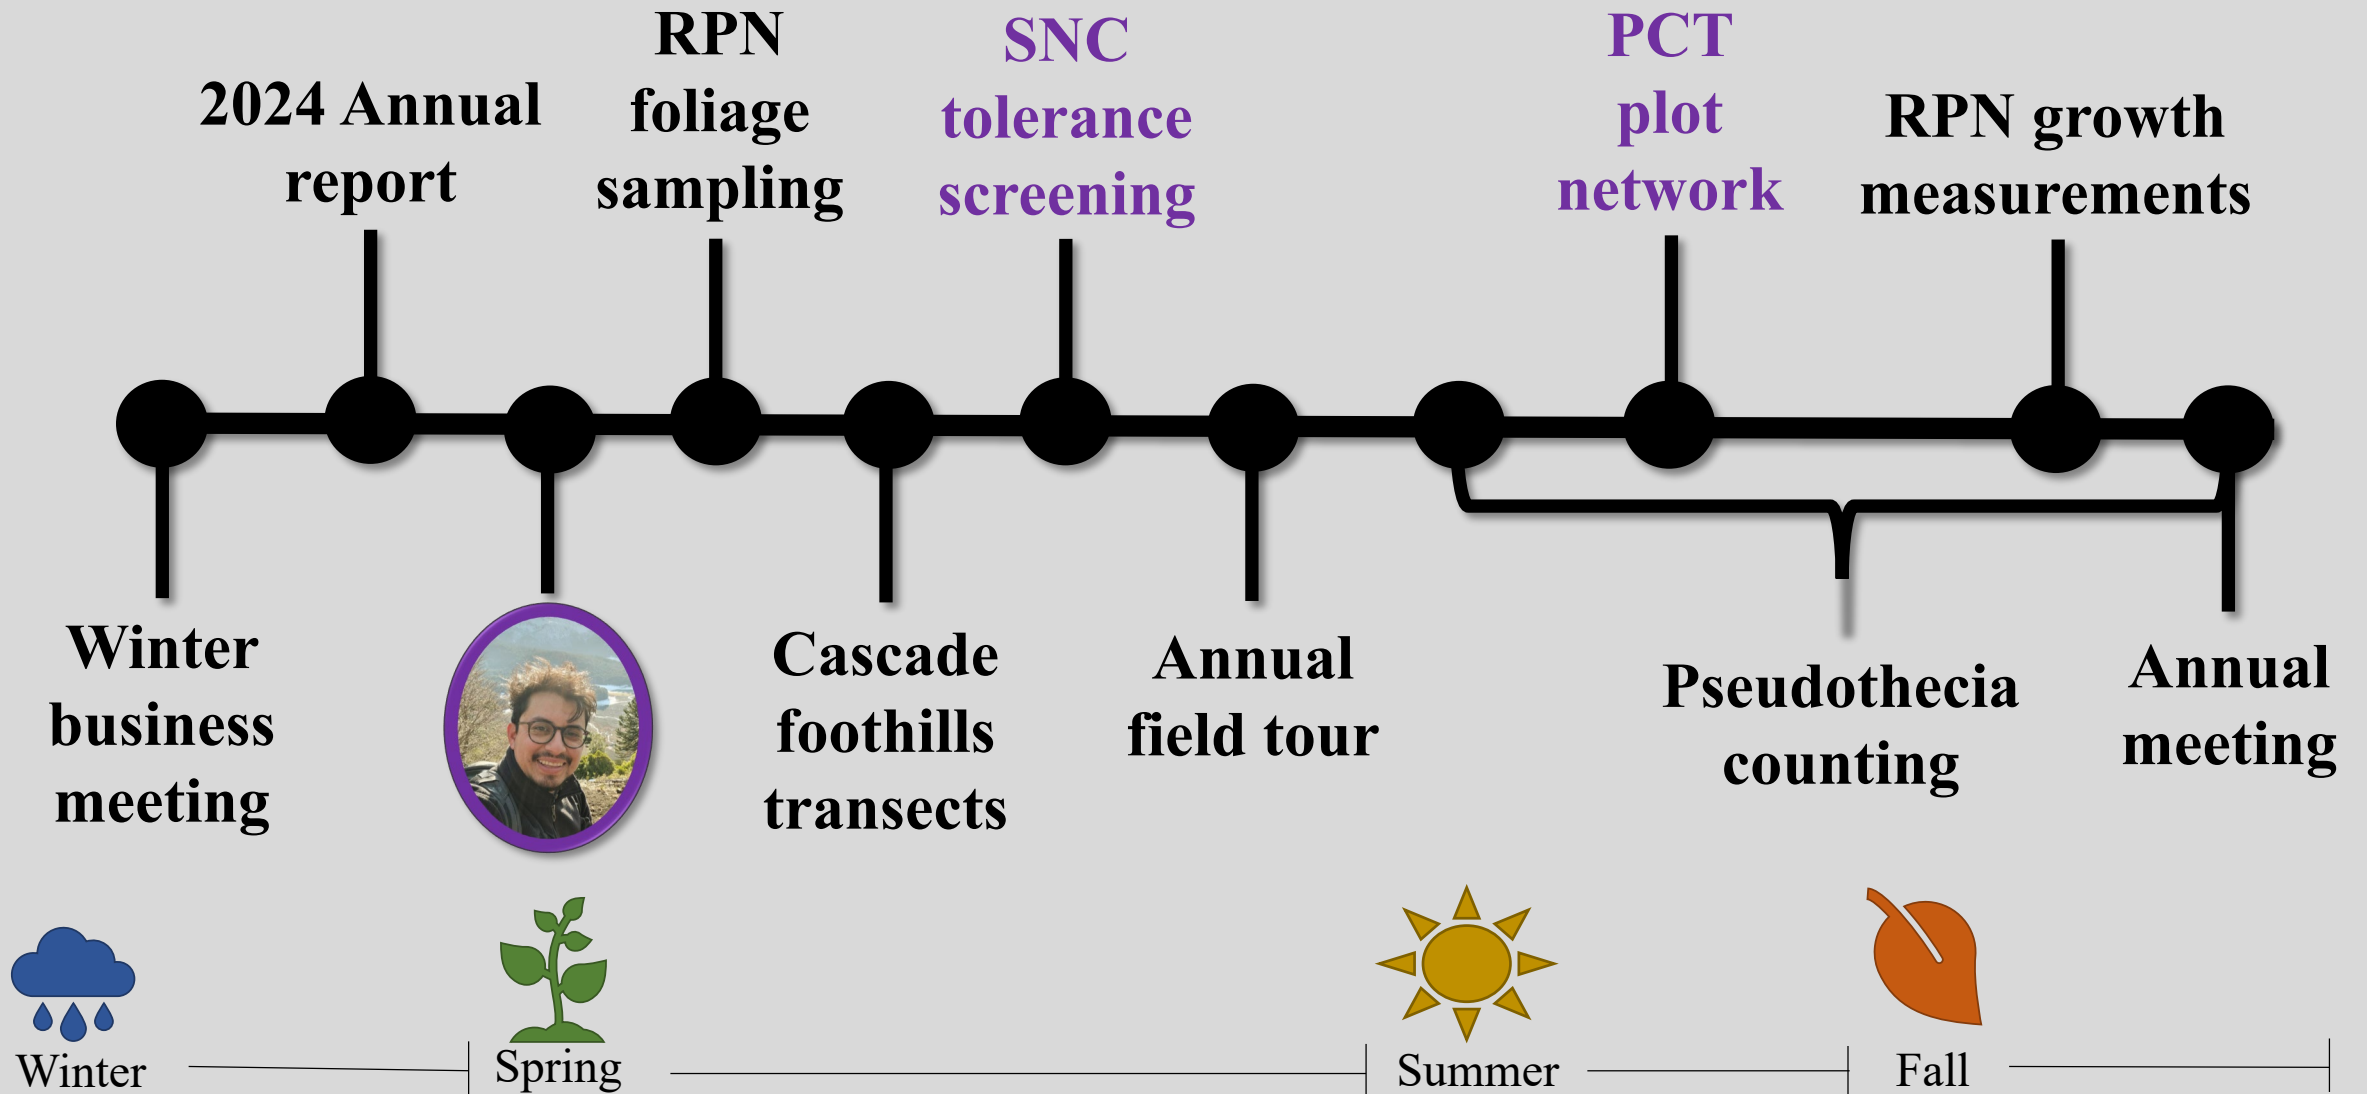 2024 Annual
report
RPN
foliage
sampling
SNC
tolerance
screening
PCT
plot
network
RPN growth
measurements
Winter
business
meeting
Cascade
foothills
transects
Annual
field tour
Pseudothecia
counting
Annual
meeting
Winter
Spring
Summer
Fall